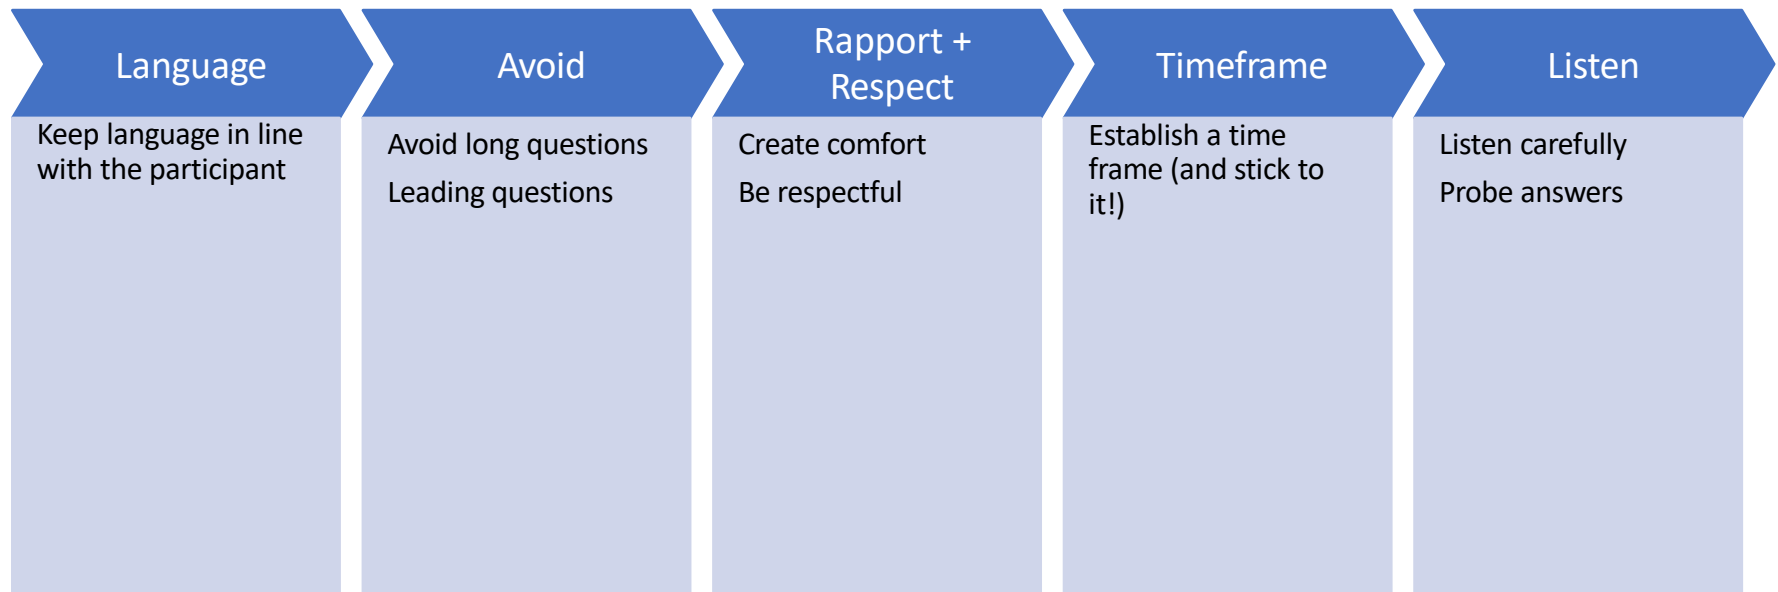 Language
Keep language in line
with the participant
Avoid
Avoid long questions
Leading questions
Rapport +
Respect
Create comfort
Be respectful
Timeframe
Establish a time
frame (and stick to
it!)
Listen
Listen carefully
Probe answers